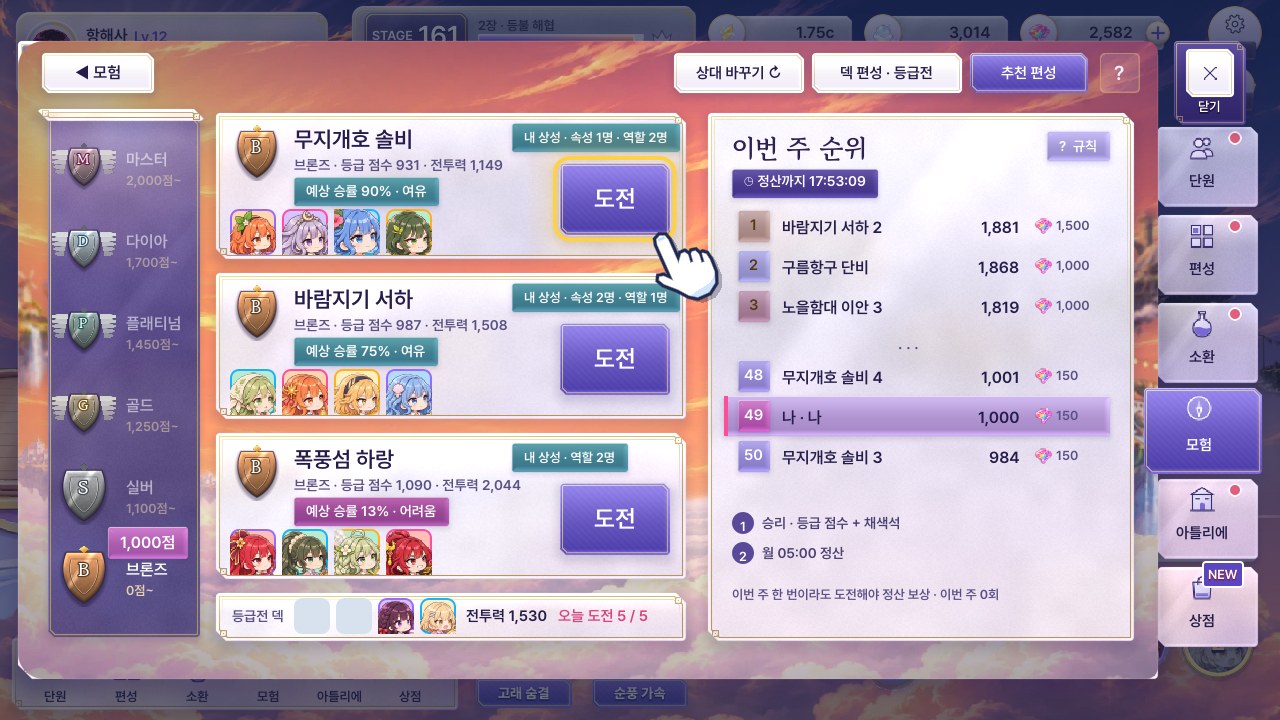 항해사 Lv.12
STAGE 161
2장 · 등불 해협
1.75c
3,014
2,582
◀ 모험
상대 바꾸기
덱 편성 · 등급전
추천 편성
?
닫기
M
마스터
2,000점~
D
다이아
1,700점~
P
플래티넘
1,450점~
G
골드
1,250점~
S
실버
1,100점~
1,000점
B
브론즈
0점~
B
무지개호 솔비
내 상성 · 속성 1명 · 역할 2명
브론즈 · 등급 점수 931 · 전투력 1,149
예상 승률 90% · 여유
도전
B
바람지기 서하
내 상성 · 속성 2명 · 역할 1명
브론즈 · 등급 점수 987 · 전투력 1,508
예상 승률 75% · 여유
도전
B
폭풍섬 하랑
내 상성 · 역할 2명
브론즈 · 등급 점수 1,090 · 전투력 2,044
예상 승률 13% · 어려움
도전
등급전 덱
전투력 1,530
오늘 도전 5 / 5
이번 주 순위
? 규칙
정산까지 17:53:09
1 바람지기 서하 2 1,881 1,500
2 구름항구 단비 1,868 1,000
3 노을함대 이안 3 1,819 1,000
···
48 무지개호 솔비 4 1,001 150
49 나 · 나 1,000 150
50 무지개호 솔비 3 984 150
1 승리 · 등급 점수 + 채색석
2 월 05:00 정산
이번 주 한 번이라도 도전해야 정산 보상 · 이번 주 0회
단원
편성
소환
모험
아틀리에
NEW
상점
단원
편성
소환
모험
아틀리에
상점
고래 숨결
순풍 가속